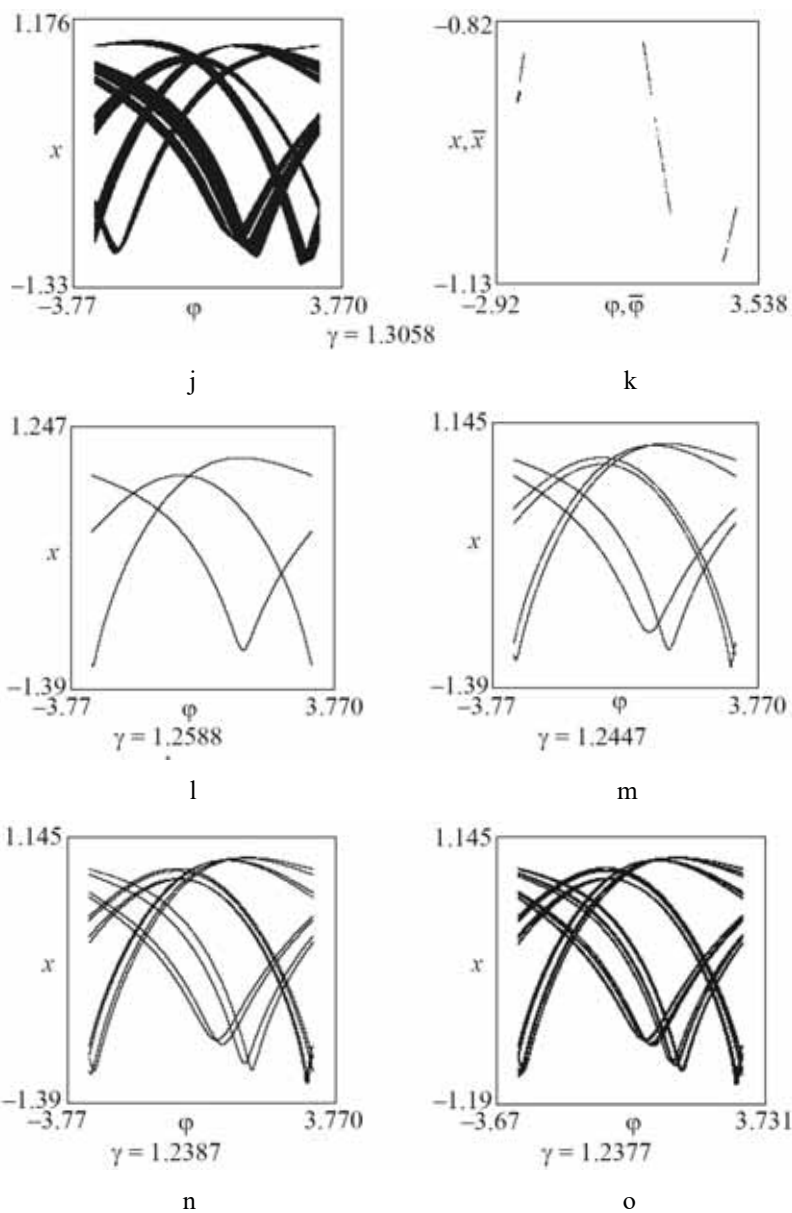 1.176
x
−1.33
−3.77 φ 3.770
γ = 1.3058
j
−0.82
x, x̅
−1.13
−2.92 φ, φ̅ 3.538
k
1.247
x
−1.39
−3.77 φ 3.770
γ = 1.2588
l
1.145
x
−1.39
−3.77 φ 3.770
γ = 1.2447
m
1.145
x
−1.39
−3.77 φ 3.770
γ = 1.2387
n
1.145
x
−1.19
−3,67 φ 3.731
γ = 1.2377
o